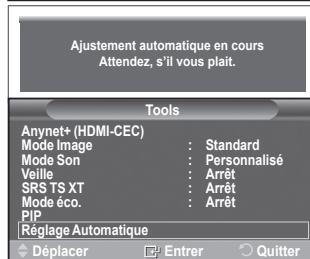 Ajustement automatique en cours
Attendez, s'il vous plait.
Tools
Anynet+ (HDMI-CEC)
Mode Image : Standard
Mode Son : Personnalisé
Veille : Arrêt
SRS TS XT : Arrêt
Mode éco. : Arrêt
PIP
Réglage Automatique
Déplacer Entrer Quitter